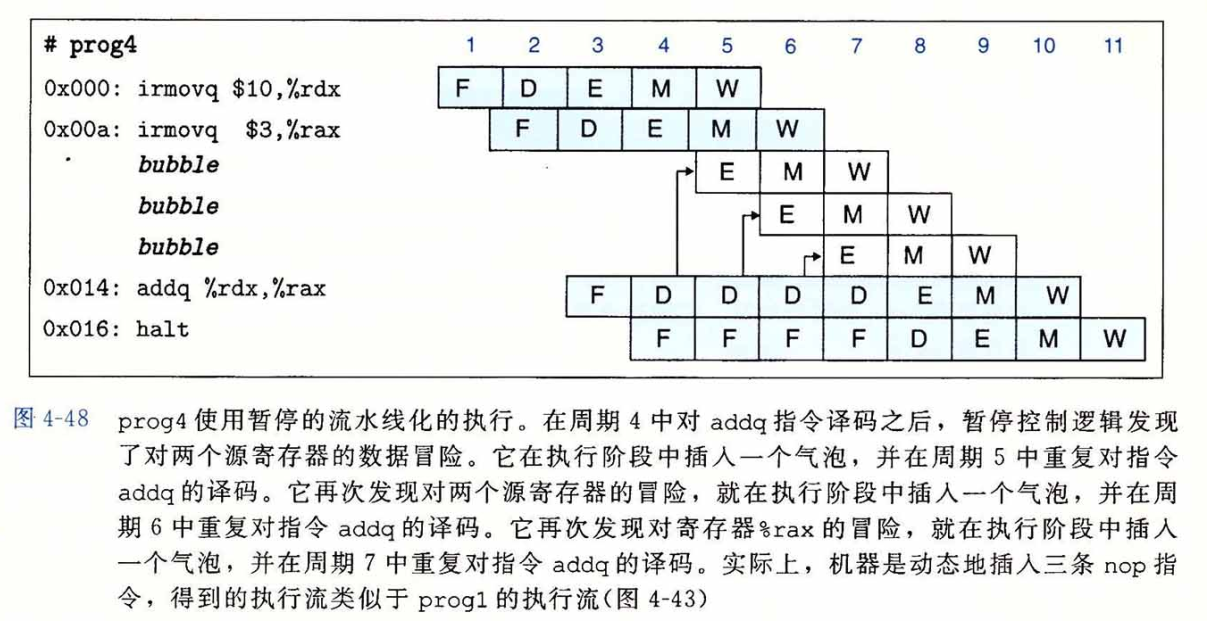 # prog4 1 2 3 4 5 6 7 8 9 10 11
0x000: irmovq $10,%rdx F D E M W
0x00a: irmovq $3,%rax F D E M W
bubble E M W
bubble E M W
bubble E M W
0x014: addq %rdx,%rax F D D D D E M W
0x016: halt F F F F D E M W
图 4-48 prog4 使用暂停的流水线化的执行。在周期 4 中对 addq 指令译码之后，暂停控制逻辑发现
了对两个源寄存器的数据冒险。它在执行阶段中插入一个气泡，并在周期 5 中重复对指令
addq 的译码。它再次发现对两个源寄存器的冒险，就在执行阶段中插入一个气泡，并在周
期 6 中重复对指令 addq 的译码。它再次发现对寄存器%rax 的冒险，就在执行阶段中插入
一个气泡，并在周期 7 中重复对指令 addq 的译码。实际上，机器是动态地插入三条 nop 指
令，得到的执行流类似于 prog1 的执行流(图 4-43)